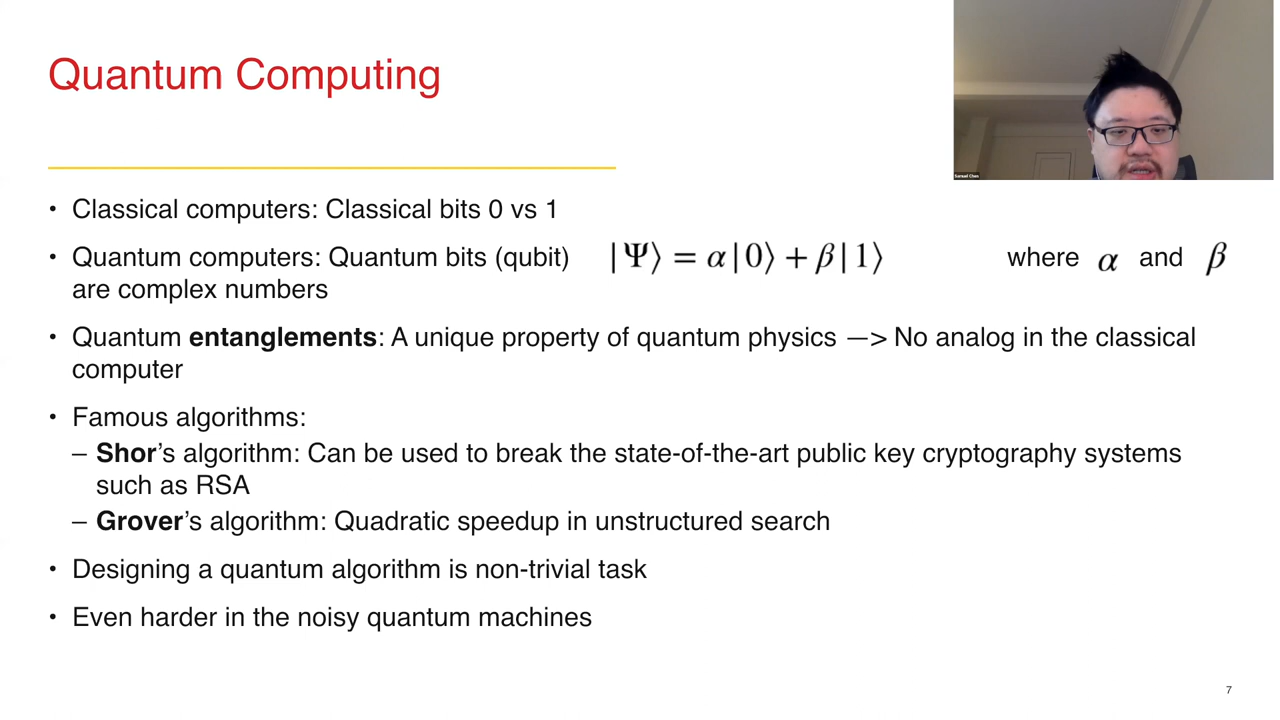 Quantum Computing
Samuel Chen
• Classical computers: Classical bits 0 vs 1
• Quantum computers: Quantum bits (qubit) |Ψ⟩ = α|0⟩ + β|1⟩ where α and β
are complex numbers
• Quantum entanglements: A unique property of quantum physics —> No analog in the classical
computer
• Famous algorithms:
– Shor’s algorithm: Can be used to break the state-of-the-art public key cryptography systems
such as RSA
– Grover’s algorithm: Quadratic speedup in unstructured search
• Designing a quantum algorithm is non-trivial task
• Even harder in the noisy quantum machines
7